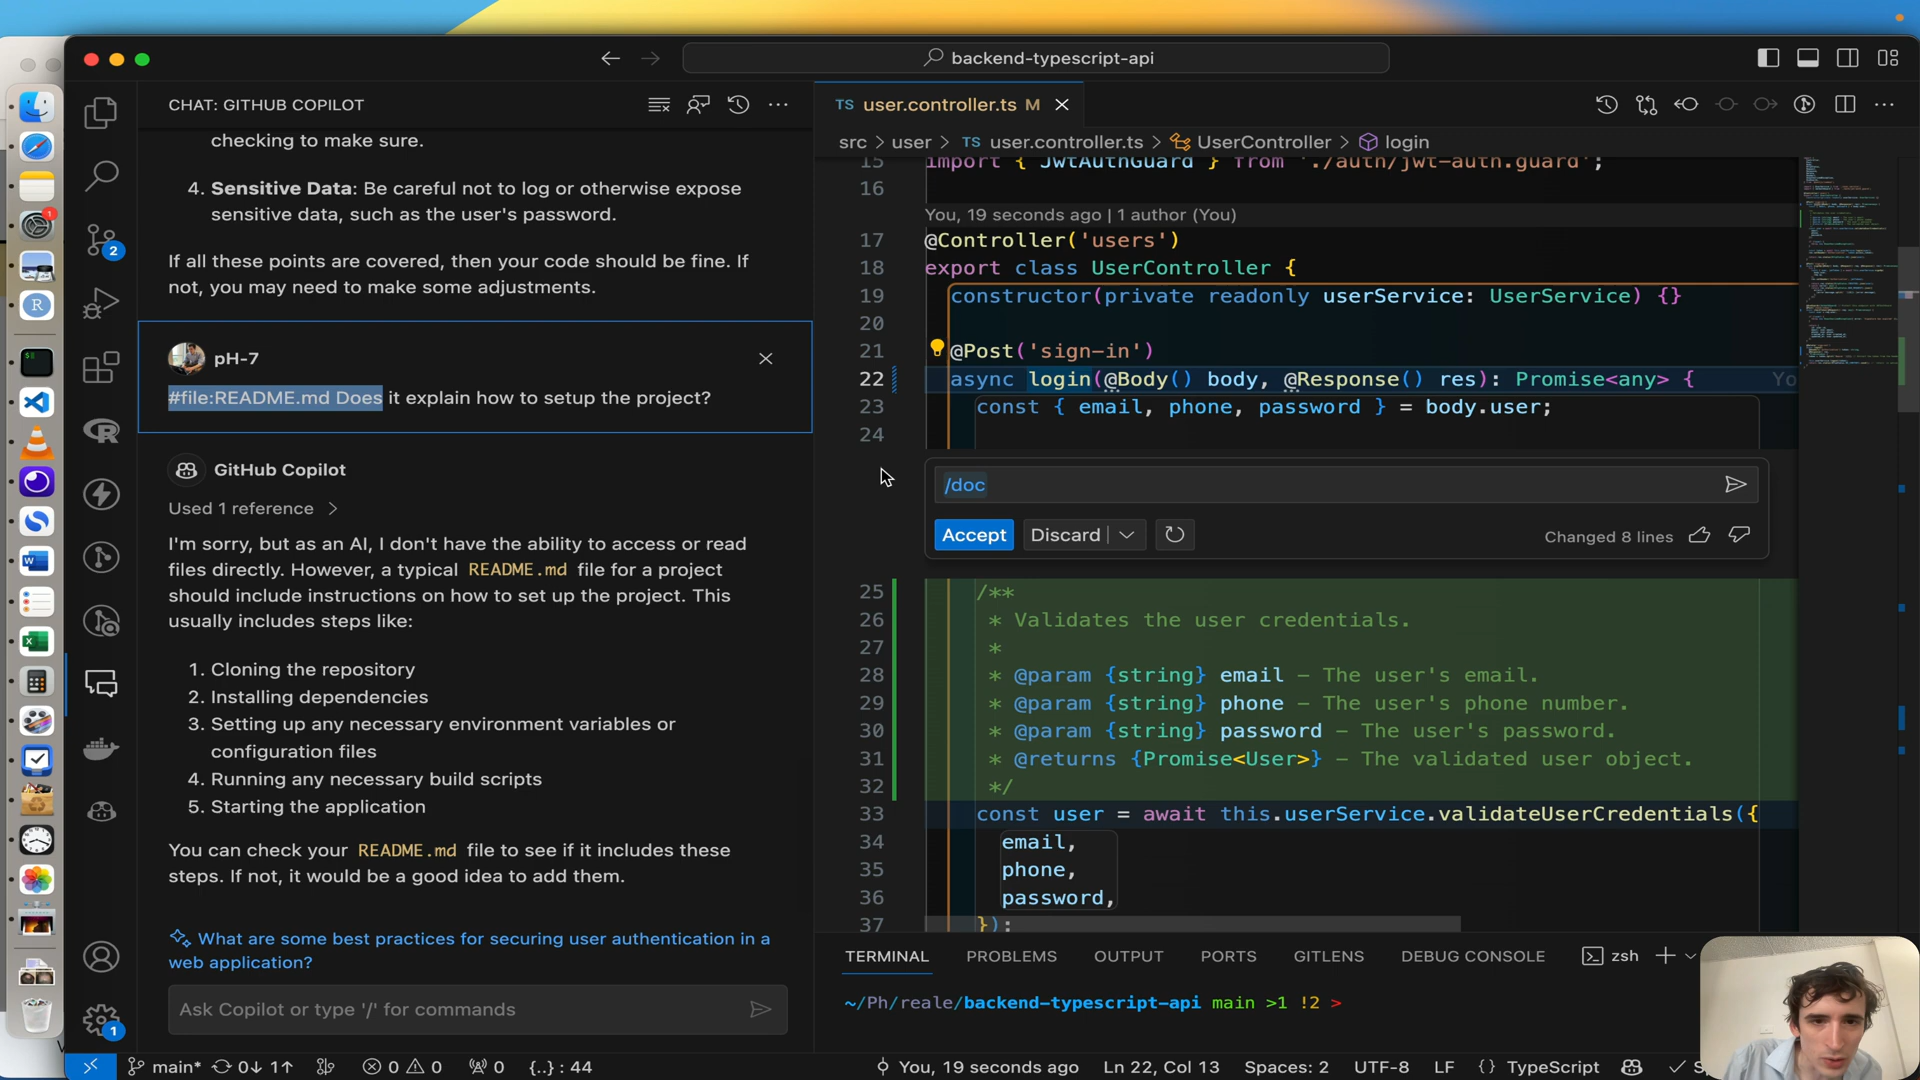 backend-typescript-api
CHAT: GITHUB COPILOT
checking to make sure.
4. Sensitive Data: Be careful not to log or otherwise expose
sensitive data, such as the user's password.
If all these points are covered, then your code should be fine. If
not, you may need to make some adjustments.
pH-7
#file:README.md Does it explain how to setup the project?
GitHub Copilot
Used 1 reference >
I'm sorry, but as an AI, I don't have the ability to access or read
files directly. However, a typical README.md file for a project
should include instructions on how to set up the project. This
usually includes steps like:
1. Cloning the repository
2. Installing dependencies
3. Setting up any necessary environment variables or
configuration files
4. Running any necessary build scripts
5. Starting the application
You can check your README.md file to see if it includes these
steps. If not, it would be a good idea to add them.
What are some best practices for securing user authentication in a
web application?
Ask Copilot or type '/' for commands
TS user.controller.ts M
src > user > TS user.controller.ts > UserController > login
15 import { JwtAuthGuard } from './auth/jwt-auth.guard';
16
You, 19 seconds ago | 1 author (You)
17 @Controller('users')
18 export class UserController {
19 constructor(private readonly userService: UserService) {}
20
21 @Post('sign-in')
22 async login(@Body() body, @Response() res): Promise<any> { Yo
23 const { email, phone, password } = body.user;
24
/doc
Accept Discard
Changed 8 lines
25 /**
26 * Validates the user credentials.
27 *
28 * @param {string} email – The user's email.
29 * @param {string} phone – The user's phone number.
30 * @param {string} password – The user's password.
31 * @returns {Promise<User>} – The validated user object.
32 */
33 const user = await this.userService.validateUserCredentials({
34 email,
35 phone,
36 password,
37 });
TERMINAL PROBLEMS OUTPUT PORTS GITLENS DEBUG CONSOLE zsh
~/Ph/reale/backend-typescript-api main >1 !2 >
main* 0↓ 1↑ 0 0 0 {..} : 44
You, 19 seconds ago Ln 22, Col 13 Spaces: 2 UTF-8 LF {} TypeScript
2
1
1
R